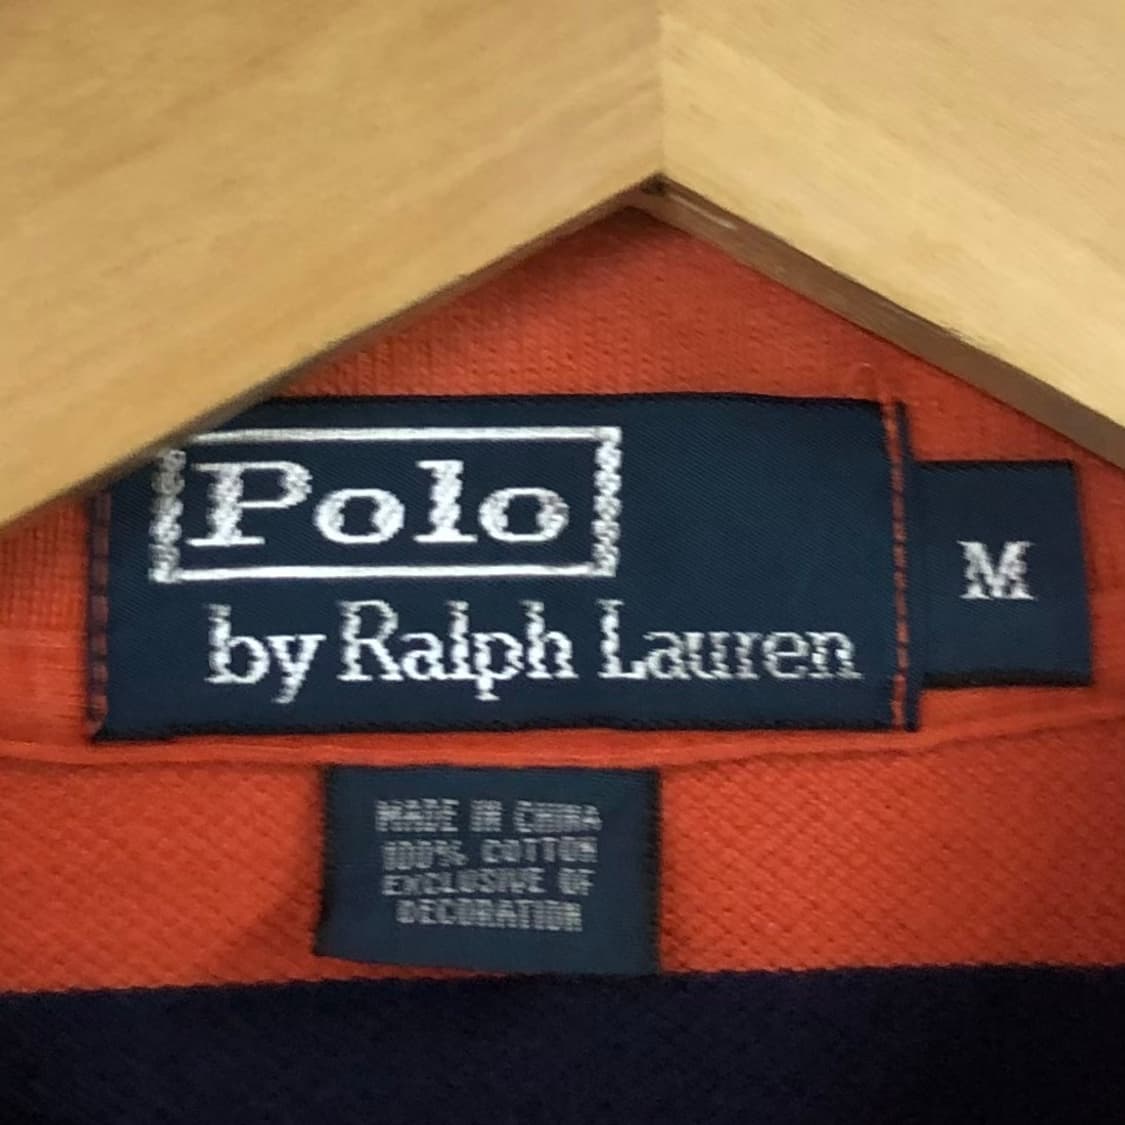 Polo
by Ralph Lauren
M
MADE IN CHINA
100% COTTON
EXCLUSIVE OF
DECORATION